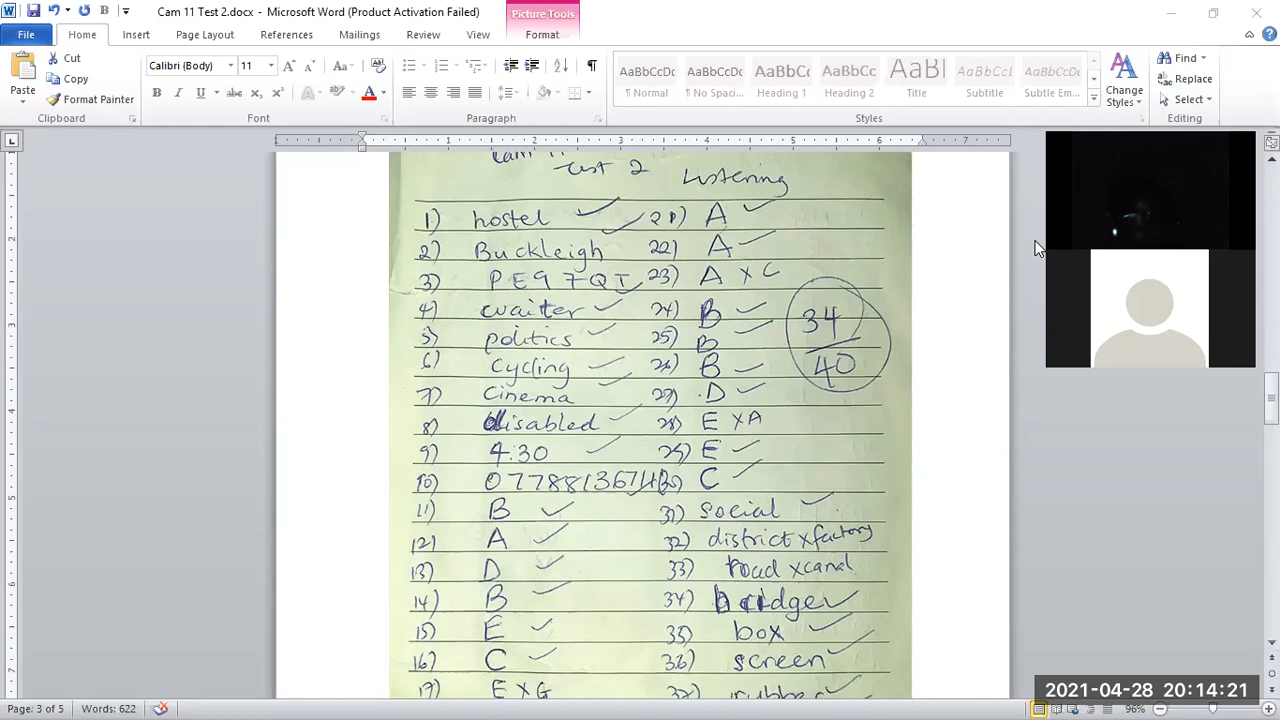 Cam 11 Test 2.docx - Microsoft Word (Product Activation Failed)
Picture Tools
File Home Insert Page Layout References Mailings Review View Format
Cut
Copy
Format Painter
Paste
Clipboard
Calibri (Body) 11
Font
Paragraph
AaBbCcDc AaBbCcDc AaBbCc AaBbCc AaBl AaBbCcDc AaBbCcDc
¶ Normal ¶ No Spaci... Heading 1 Heading 2 Title Subtitle Subtle Em...
Styles
Change Styles
Find
Replace
Select
Editing
Test 2 Listering
1) hostel 21) A
2) Buckleigh 22) A
3) PE9 7QT 23) A x C
4) waiter 24) B
5) politics 25) B
34
40
6) cycling 26) B
7) cinema 27) D
8) disabled 28) E x A
9) 4:30 29) E
10) C
11) B 31) social
12) A 32) district x factory
13) D 33) road x canal
14) B 34) bridge
15) E 35) box
16) C 36) screen
17) E x G 37) rubber
2021-04-28 20:14:21
Page: 3 of 5 Words: 622 96%